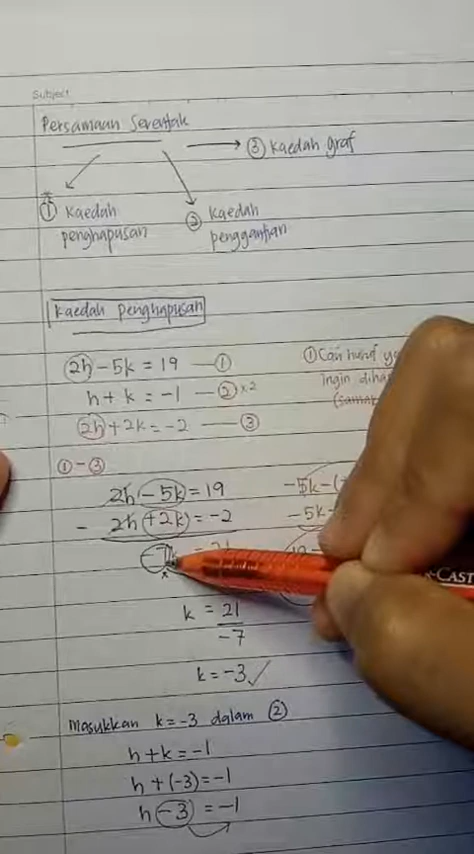 Subject
Persamaan Serentak
③ Kaedah graf
* ① Kaedah penghapusan
② Kaedah penggantian
Kaedah Penghapusan
2h - 5k = 19 — ①
h + k = -1 — ② ×2
2h + 2k = -2 — ③
① Cari huruf
ingin
① - ③
2h - 5k = 19
- 2h + 2k = -2
-5k - (
-5k
k = 21
-7
k = -3 ✓
Masukkan k = -3 dalam ②
h + k = -1
h + (-3) = -1
h - 3 = -1
CAST